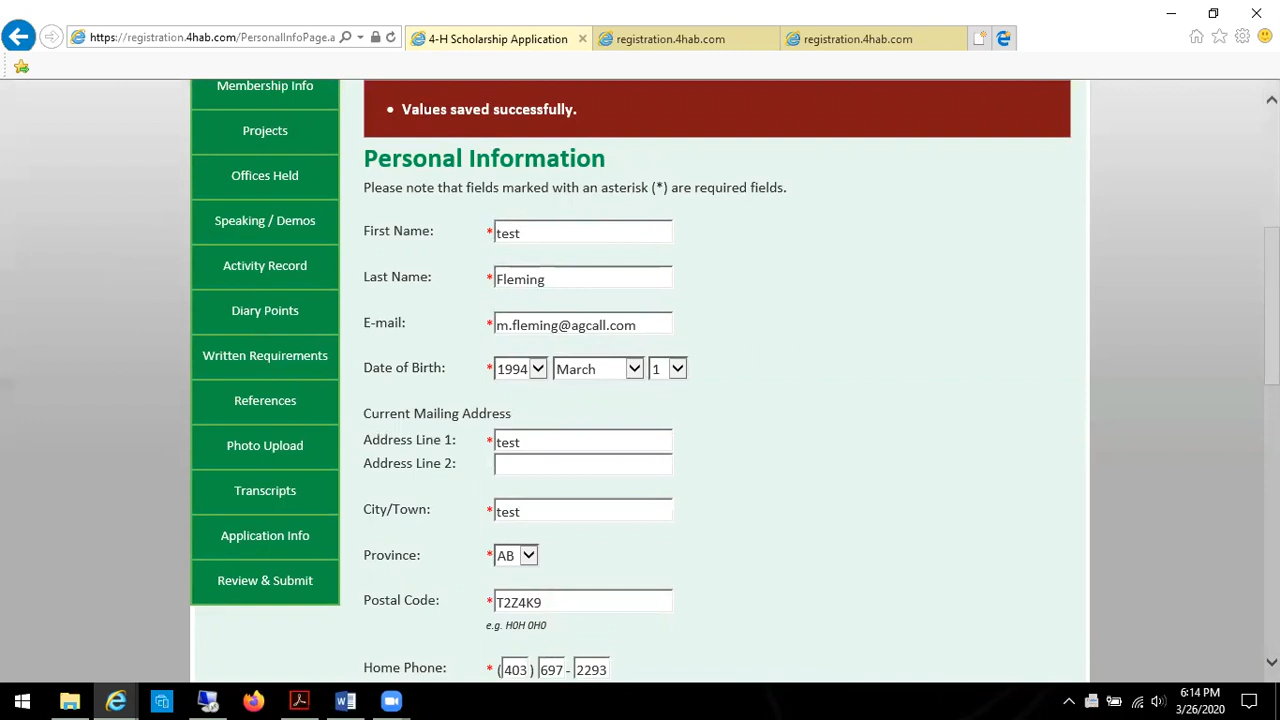 https://registration.4hab.com/PersonalInfoPage.a
4-H Scholarship Application
registration.4hab.com
registration.4hab.com
Membership Info
Projects
Offices Held
Speaking / Demos
Activity Record
Diary Points
Written Requirements
References
Photo Upload
Transcripts
Application Info
Review & Submit
• Values saved successfully.
Personal Information
Please note that fields marked with an asterisk (*) are required fields.
First Name: * test
Last Name: * Fleming
E-mail: * m.fleming@agcall.com
Date of Birth: * 1994 March 1
Current Mailing Address
Address Line 1: * test
Address Line 2:
City/Town: * test
Province: * AB
Postal Code: * T2Z4K9
e.g. H0H 0H0
Home Phone: * (403) 697 - 2293
6:14 PM
3/26/2020